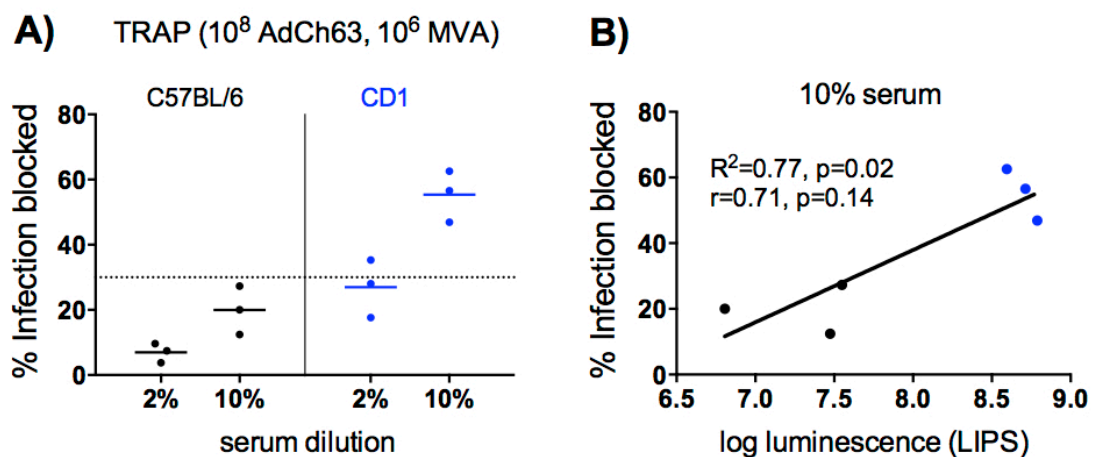 A) TRAP (10⁸ AdCh63, 10⁶ MVA)
C57BL/6 CD1
% Infection blocked
80
60
40
20
0
2% 10% 2% 10%
serum dilution
B)
10% serum
R²=0.77, p=0.02
r=0.71, p=0.14
% Infection blocked
80
60
40
20
0
6.5 7.0 7.5 8.0 8.5 9.0
log luminescence (LIPS)